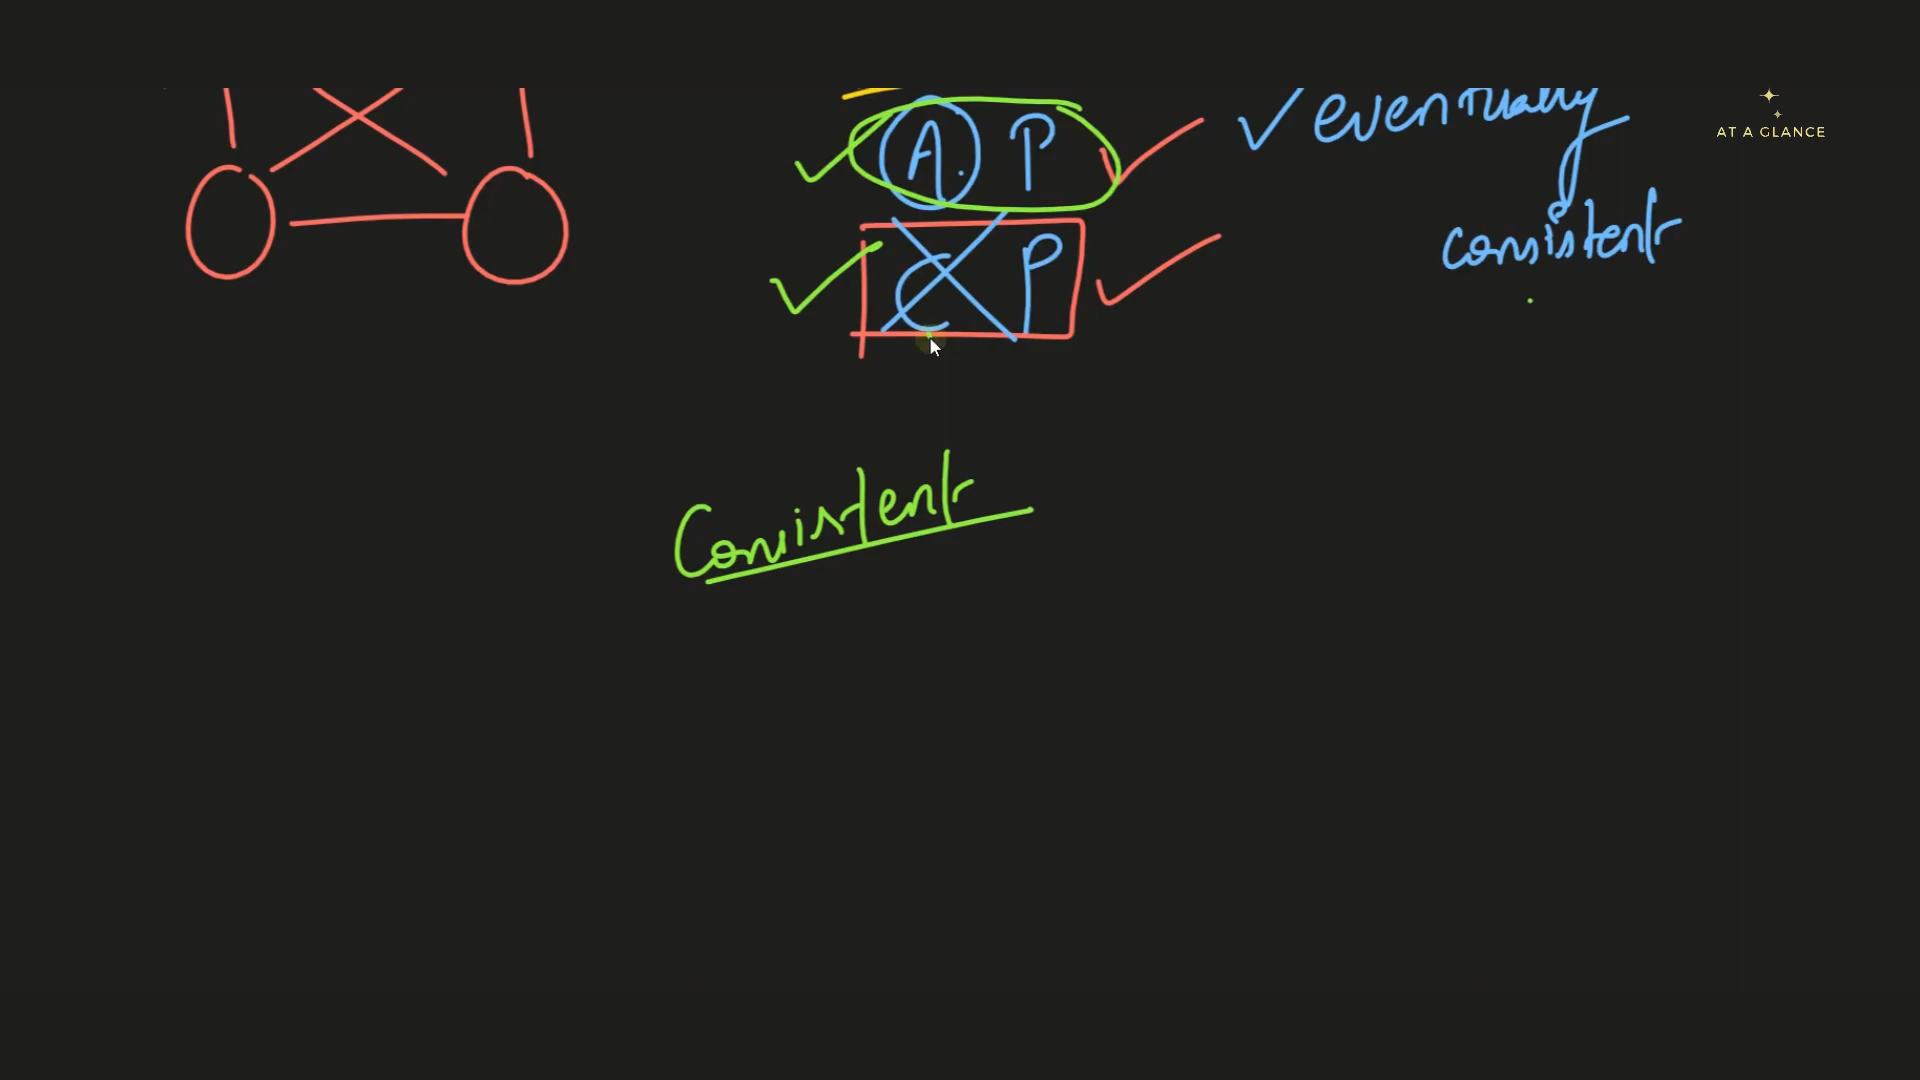 A P
✓ eventually
consistent
C P
Consistent
AT A GLANCE